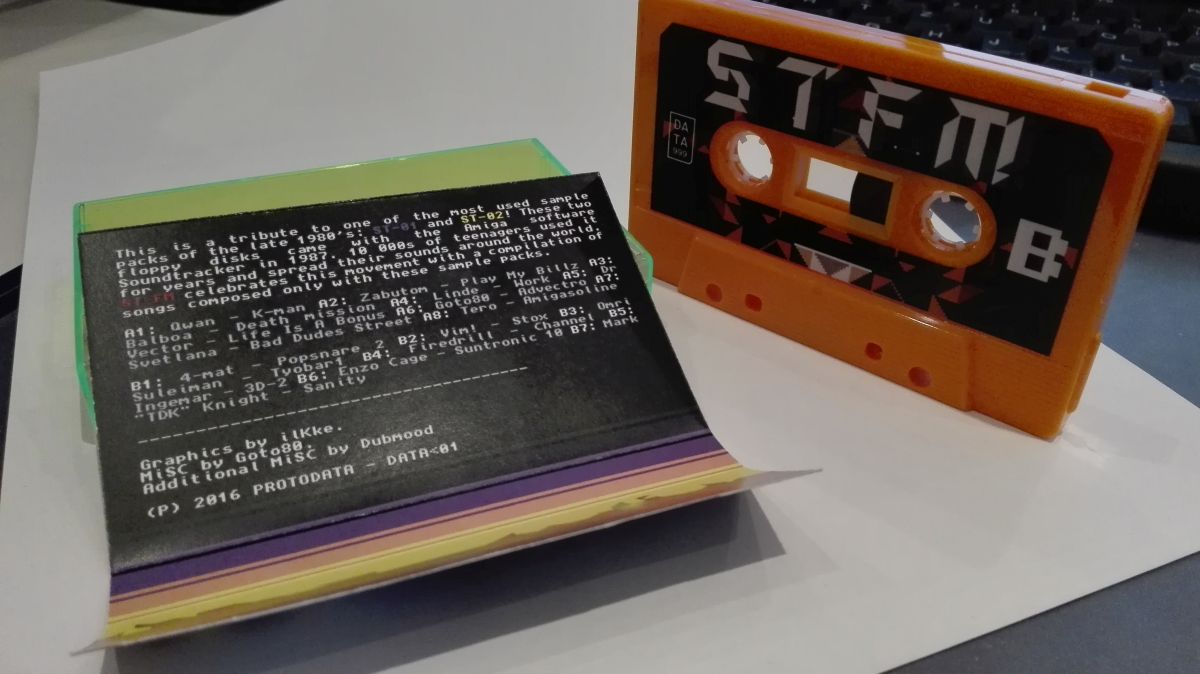 This is a tribute to one of the most used sample
packs of the late 1980's: ST-01 and ST-02! These two
floppy disks came with the Amiga software
Soundtracker in 1987. 10 000s of teenagers used it
for years and spread their sound around the world.
ST_FM celebrates this movement with a compilation of
songs composed only with these sample packs.
A1: Qwan - K-man A2: Zabutom - Play My Billz A3:
Balboa - Death Mission A4: Linde - Work A5: Dr
Vector - Life Is A Bonus A6: Goto80 - Advectro A7:
Svetlana - Bad Dudes Street A8: Tero - Amigasoline
B1: 4-mat - Popsnare 2 B2: Vim! - Stox B3: Omri
Suleiman - Tyobar1 B4: Firedrill - Channel B5:
Ingemar - 3D-2 B6: Enzo Cage - Suntronic 10 B7: Mark
"TDK" Knight - Sanity
Graphics by ilKke.
MiSC by Goto80.
Additional MiSC by Dubmood
(P) 2016 PROTODATA - DATA<01
STFM
DA
TA
B